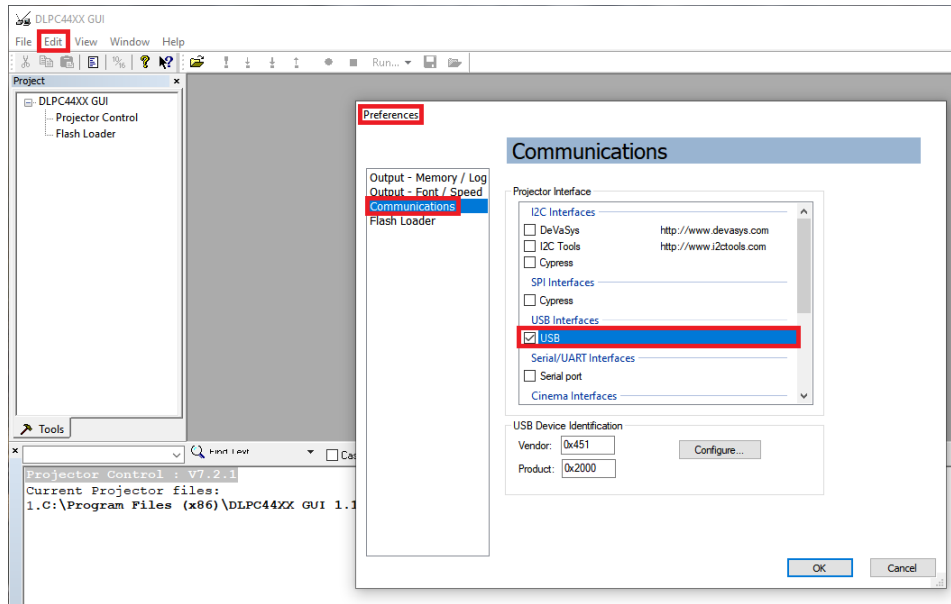 DLPC44XX GUI
File Edit View Window Help
Run...
Project
DLPC44XX GUI
Projector Control
Flash Loader
Tools
Preferences
Communications
Output - Memory / Log
Output - Font / Speed
Communications
Flash Loader
Projector Interface
I2C Interfaces
DeVaSys http://www.devasys.com
I2C Tools http://www.i2ctools.com
Cypress
SPI Interfaces
Cypress
USB Interfaces
USB
Serial/UART Interfaces
Serial port
Cinema Interfaces
USB Device Identification
Vendor: 0x451
Configure...
Product: 0x2000
OK Cancel
Find Text Cas
Projector Control : V7.2.1
Current Projector files:
1.C:\Program Files (x86)\DLPC44XX GUI 1.1